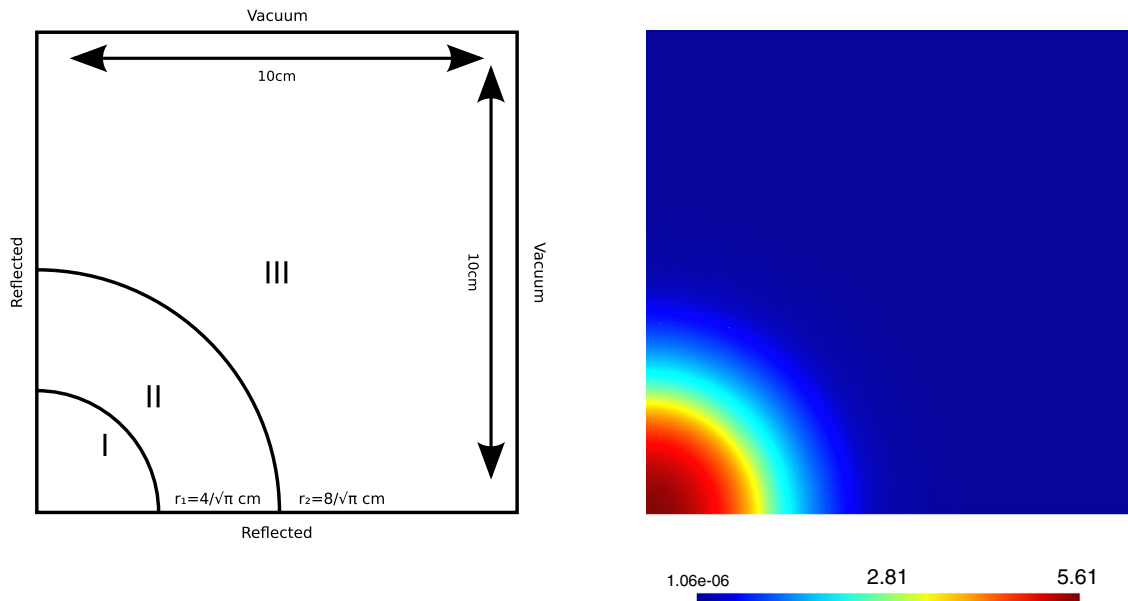 Vacuum
10cm
Reflected
III
10cm
Vacuum
II
I
r₁=4/√π cm
r₂=8/√π cm
Reflected
1.06e-06
2.81
5.61